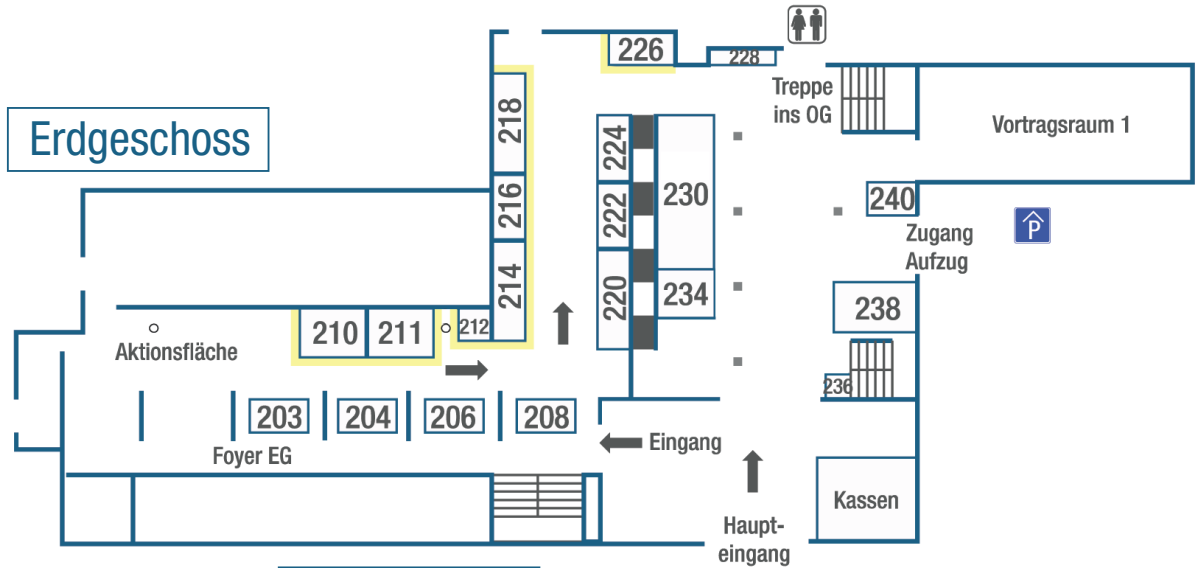 226
228
Treppe
ins OG
Vortragsraum 1
218
224
Erdgeschoss
216
222
230
240
Zugang
Aufzug
P
214
220
234
238
210
211
212
Aktionsfläche
236
203
204
206
208
Foyer EG
Eingang
Kassen
Haupt-
eingang